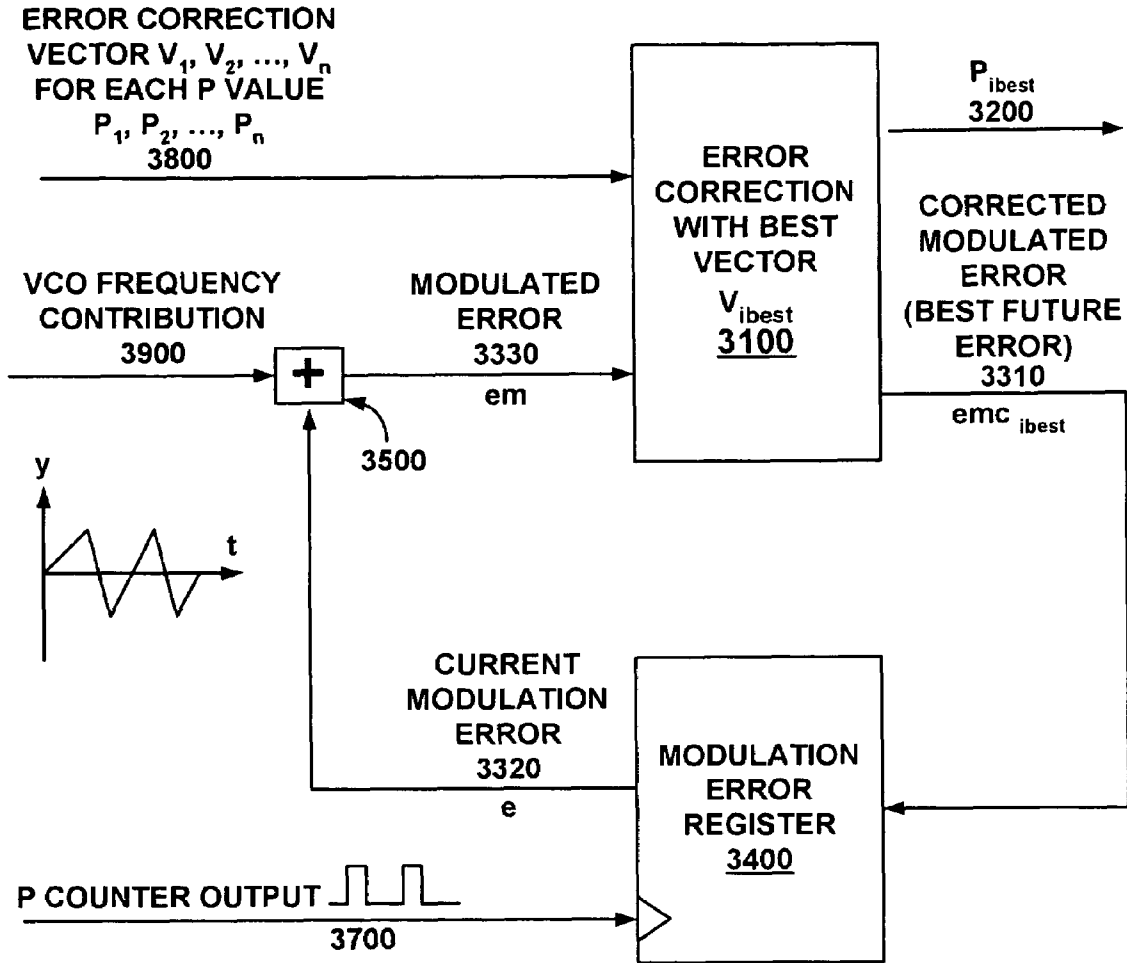 ERROR CORRECTION
VECTOR V1, V2, ..., Vn
FOR EACH P VALUE
P1, P2, ..., Pn
3800
VCO FREQUENCY
CONTRIBUTION
3900
+
3500
MODULATED
ERROR
3330
em
ERROR
CORRECTION
WITH BEST
VECTOR
Vibest
3100
Pibest
3200
CORRECTED
MODULATED
ERROR
(BEST FUTURE
ERROR)
3310
emc ibest
y
t
CURRENT
MODULATION
ERROR
3320
e
MODULATION
ERROR
REGISTER
3400
P COUNTER OUTPUT
3700